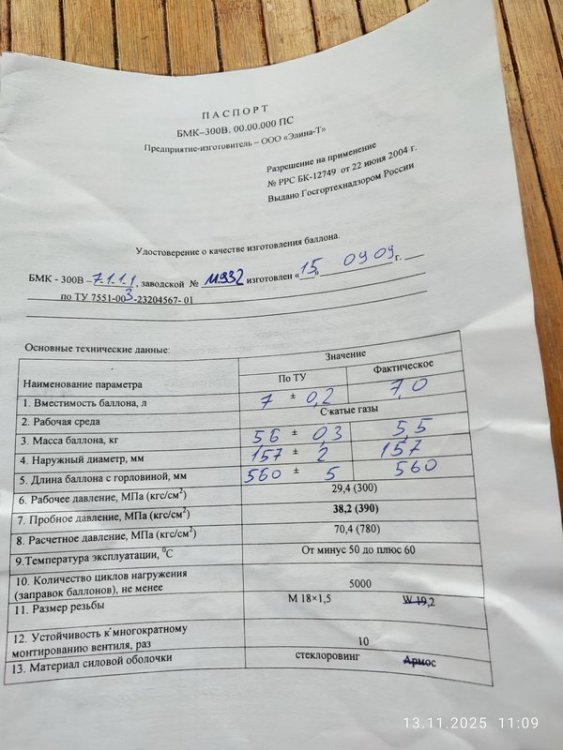 ПАСПОРТ
БМК–300В. 00.00.000 ПС
Предприятие-изготовитель – ООО «Элина-Т»
Разрешение на применение
№ РРС БК-12749 от 22 июня 2004 г.
Выдано Госгортехнадзором России
Удостоверение о качестве изготовления баллона.
БМК - 300В – 7.1.1.1, заводской № 11932 изготовлен «15» 09 09 г.
по ТУ 7551-003-23204567- 01
Основные технические данные:
Наименование параметра Значение
По ТУ Фактическое
1. Вместимость баллона, л 7 ± 0,2 7,0
2. Рабочая среда Сжатые газы
3. Масса баллона, кг 5,6 ± 0,3 5,5
4. Наружный диаметр, мм 157 ± 2 157
5. Длина баллона с горловиной, мм 560 ± 5 560
6. Рабочее давление, МПа (кгс/см²) 29,4 (300)
7. Пробное давление, МПа (кгс/см²) 38,2 (390)
8. Расчетное давление, МПа (кгс/см²) 70,4 (780)
9.Температура эксплуатации, ⁰С От минус 50 до плюс 60
10. Количество циклов нагружения
(заправок баллонов), не менее 5000
11. Размер резьбы М 18×1,5 W 19,2
12. Устойчивость к многократному
монтированию вентиля, раз 10
13. Материал силовой оболочки стеклоровинг Армос
13.11.2025 11:09